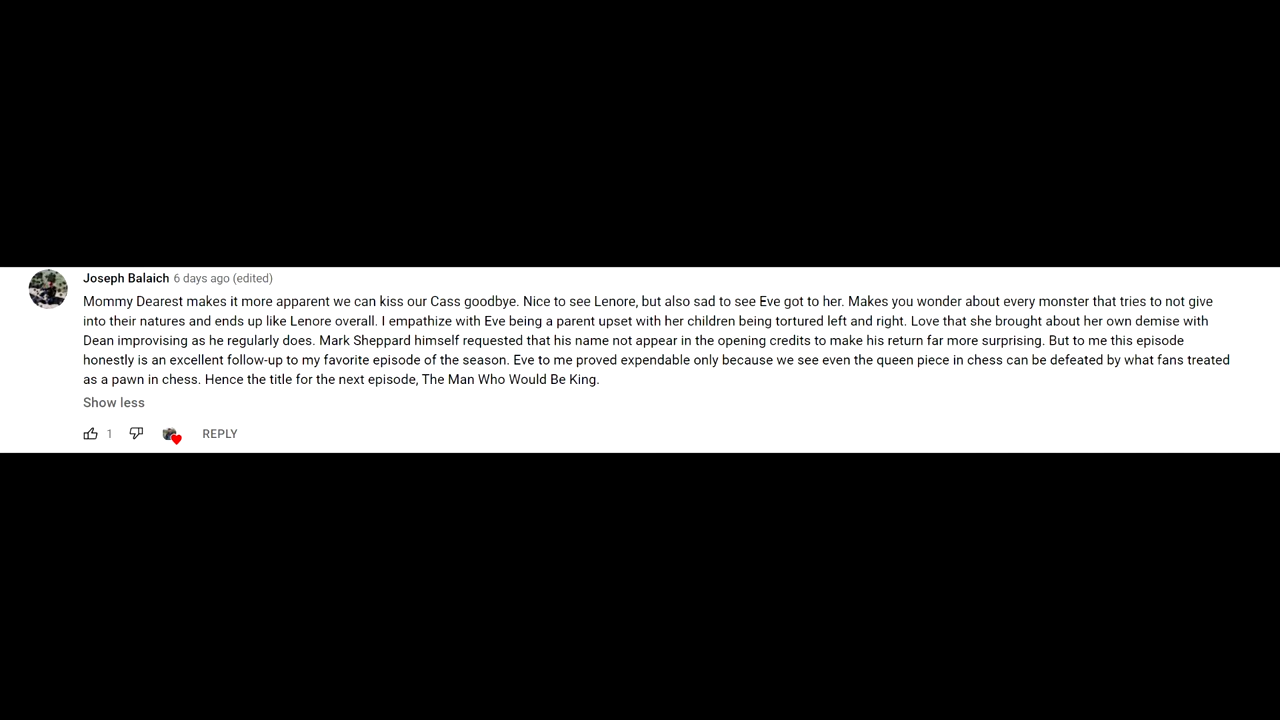 Joseph Balaich 6 days ago (edited)
Mommy Dearest makes it more apparent we can kiss our Cass goodbye. Nice to see Lenore, but also sad to see Eve got to her. Makes you wonder about every monster that tries to not give
into their natures and ends up like Lenore overall. I empathize with Eve being a parent upset with her children being tortured left and right. Love that she brought about her own demise with
Dean improvising as he regularly does. Mark Sheppard himself requested that his name not appear in the opening credits to make his return far more surprising. But to me this episode
honestly is an excellent follow-up to my favorite episode of the season. Eve to me proved expendable only because we see even the queen piece in chess can be defeated by what fans treated
as a pawn in chess. Hence the title for the next episode, The Man Who Would Be King.
Show less
1 REPLY